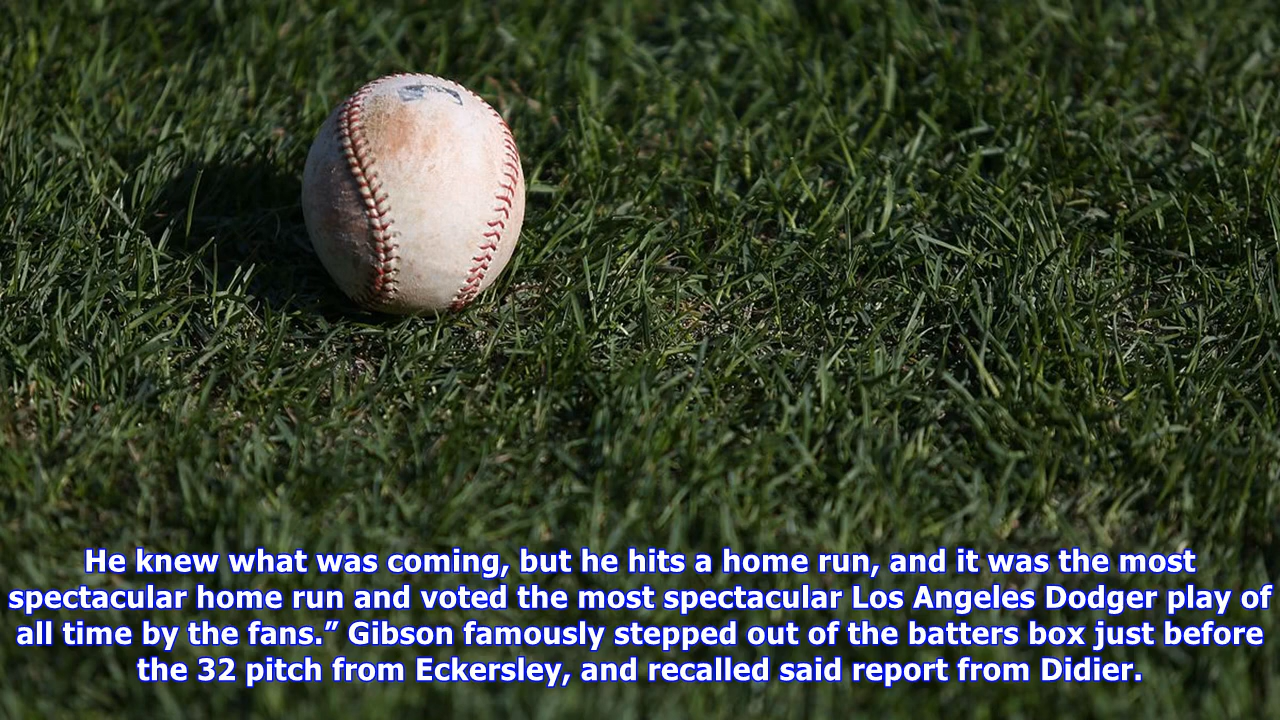 He knew what was coming, but he hits a home run, and it was the most
spectacular home run and voted the most spectacular Los Angeles Dodger play of
all time by the fans.” Gibson famously stepped out of the batters box just before
the 32 pitch from Eckersley, and recalled said report from Didier.